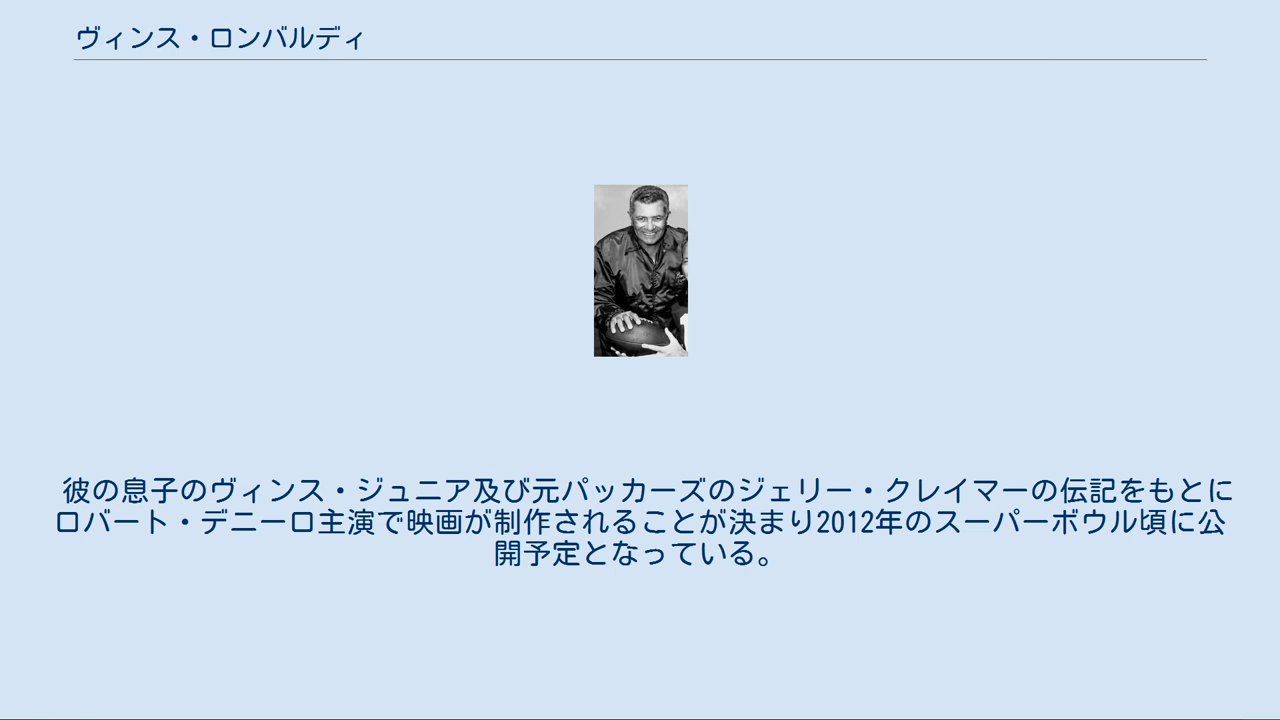 ヴィンス・ロンバルディ
彼の息子のヴィンス・ジュニア及び元パッカーズのジェリー・クレイマーの伝記をもとに
ロバート・デニーロ主演で映画が制作されることが決まり2012年のスーパーボウル頃に公
開予定となっている。